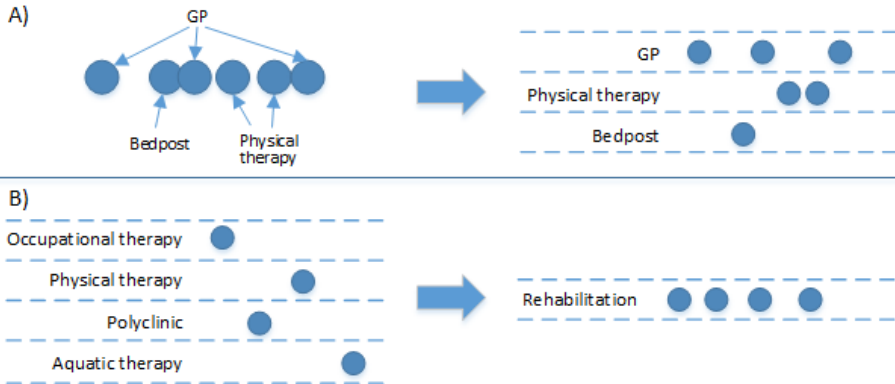 A)
GP
Bedpost
Physical
therapy
GP
Physical therapy
Bedpost
B)
Occupational therapy
Physical therapy
Polyclinic
Aquatic therapy
Rehabilitation